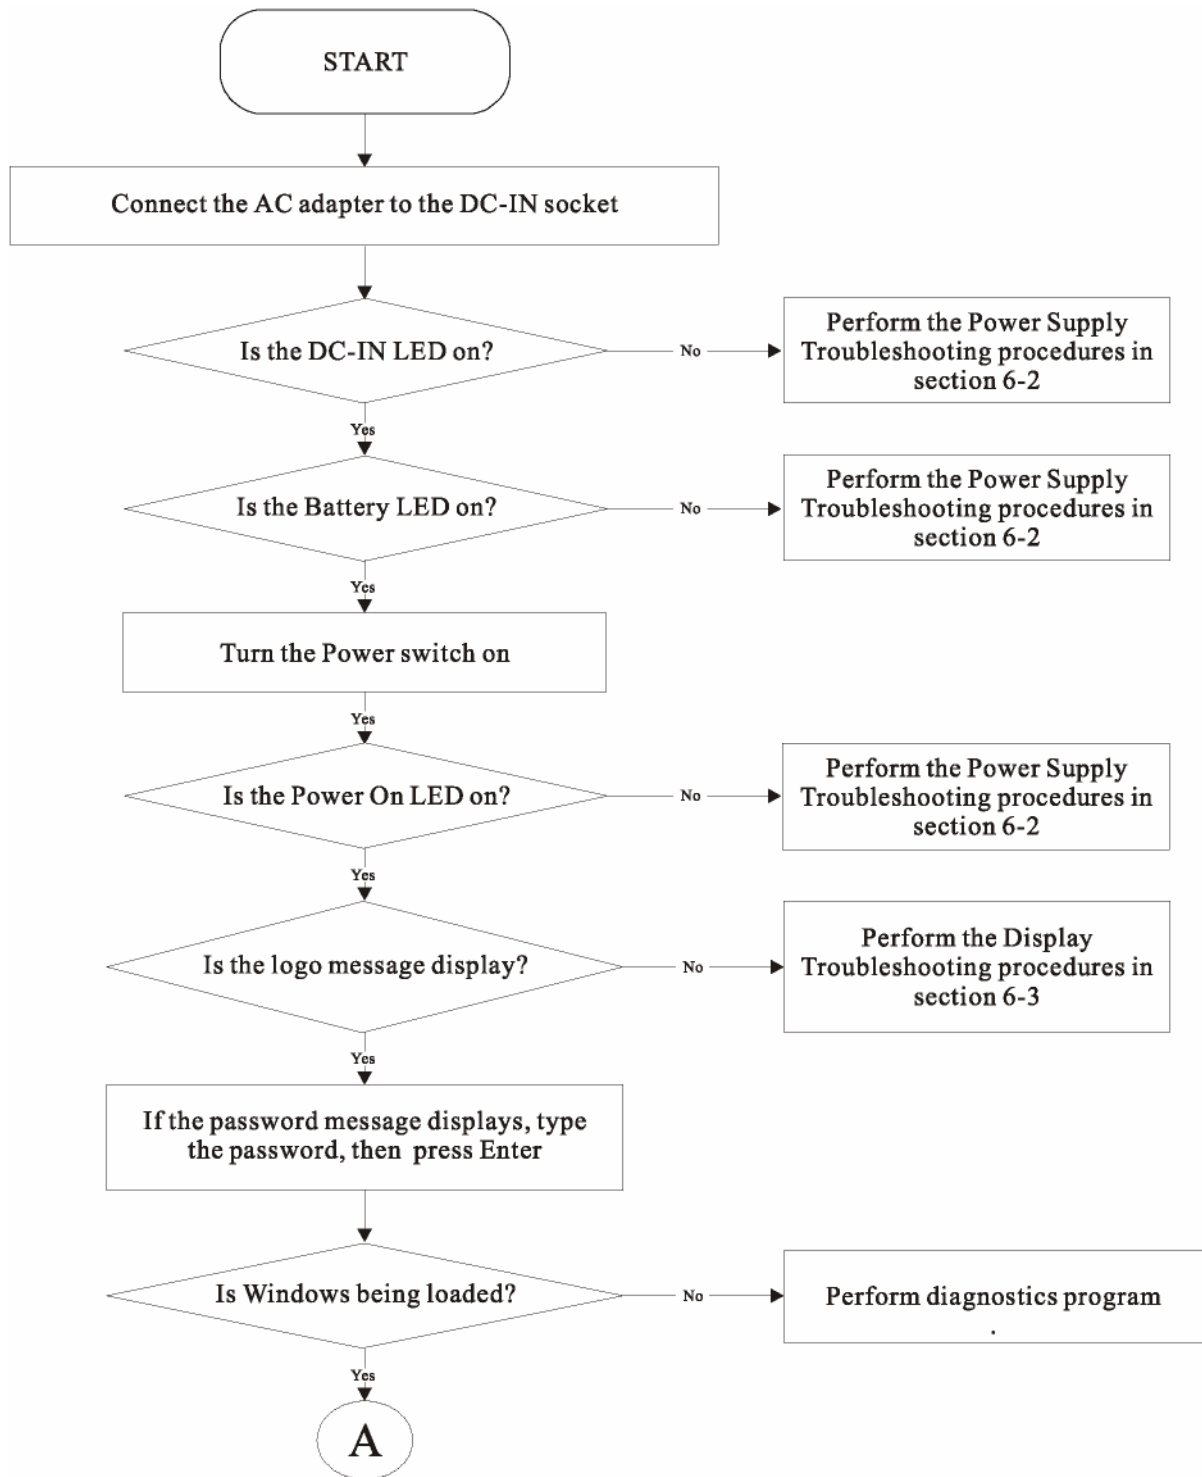 START
Connect the AC adapter to the DC-IN socket
Is the DC-IN LED on?
No
Perform the Power Supply
Troubleshooting procedures in
section 6-2
Yes
Is the Battery LED on?
No
Perform the Power Supply
Troubleshooting procedures in
section 6-2
Yes
Turn the Power switch on
Yes
Is the Power On LED on?
No
Perform the Power Supply
Troubleshooting procedures in
section 6-2
Yes
Is the logo message display?
No
Perform the Display
Troubleshooting procedures in
section 6-3
Yes
If the password message displays, type
the password, then press Enter
Is Windows being loaded?
No
Perform diagnostics program
.
Yes
A